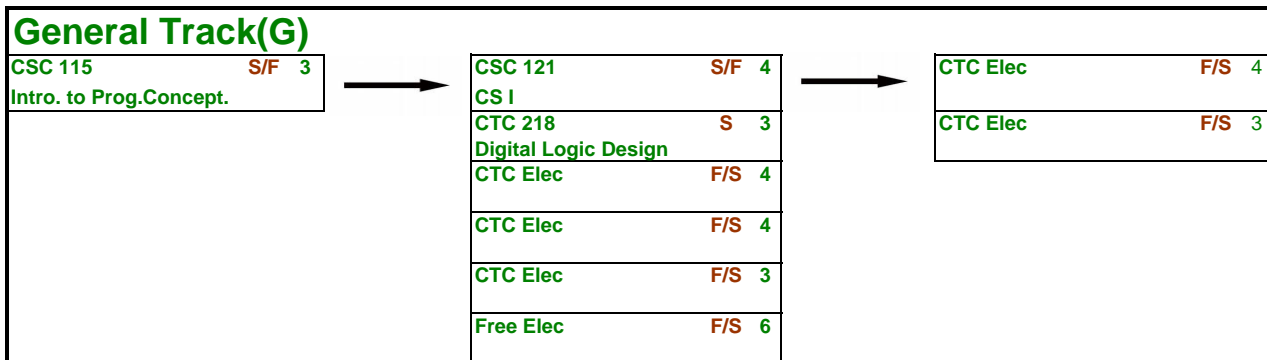 General Track(G)
CSC 115 S/F 3
Intro. to Prog.Concept.
CSC 121 S/F 4
CS I
CTC 218 S 3
Digital Logic Design
CTC Elec F/S 4
CTC Elec F/S 4
CTC Elec F/S 3
Free Elec F/S 6
CTC Elec F/S 4
CTC Elec F/S 3